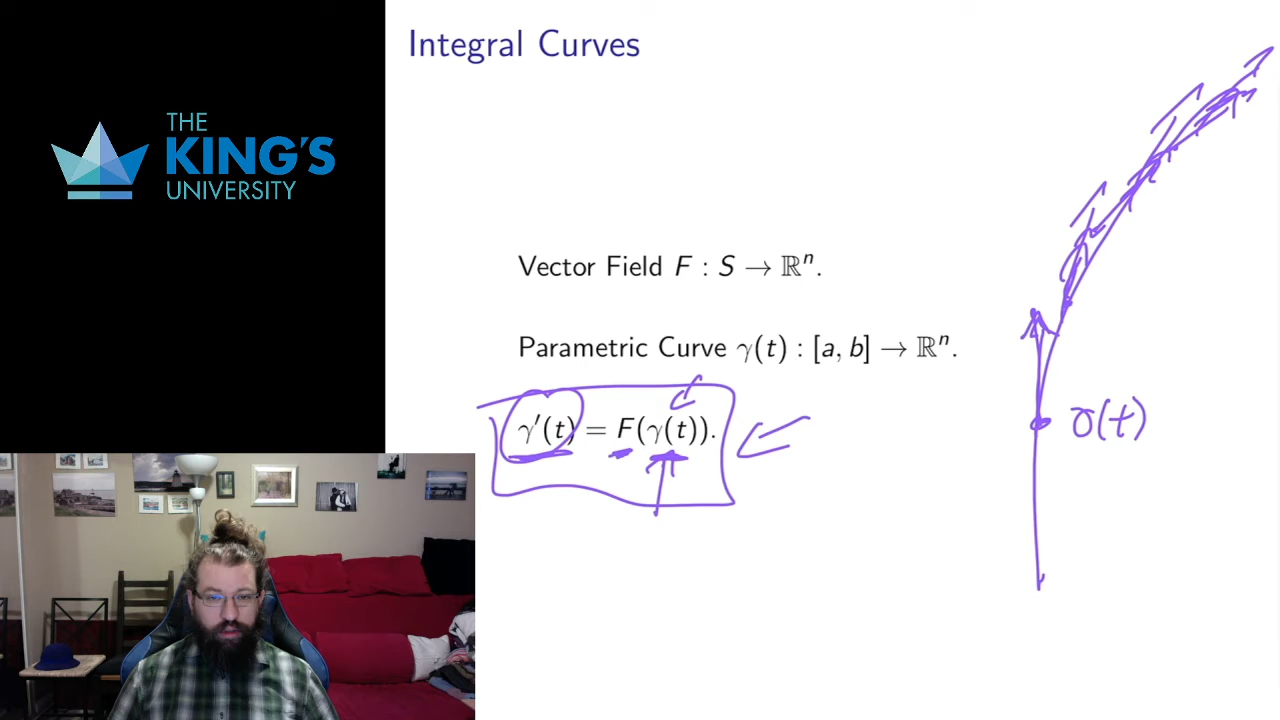 THE
KING'S
UNIVERSITY
Integral Curves
Vector Field F : S → ℝⁿ.
Parametric Curve γ(t) : [a, b] → ℝⁿ.
γ′(t) = F(γ(t)).
γ(t)